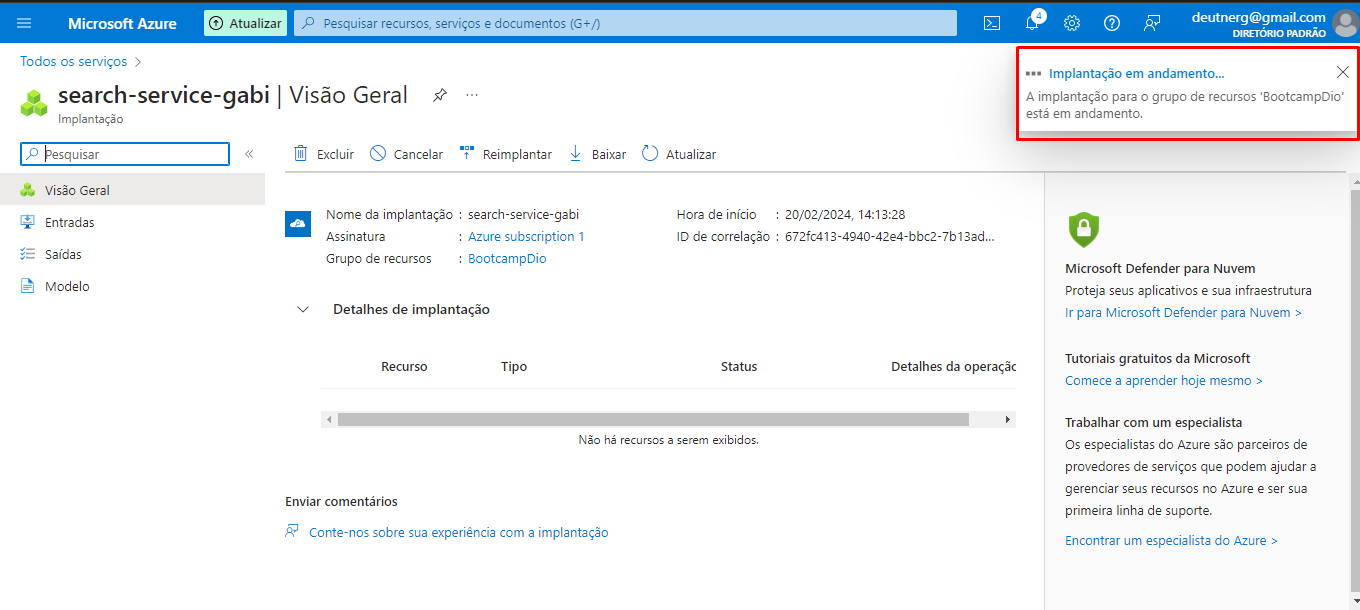 Microsoft Azure
Atualizar
Pesquisar recursos, serviços e documentos (G+/)
4
deutnerg@gmail.com
DIRETÓRIO PADRÃO
Todos os serviços
search-service-gabi | Visão Geral
Implantação
Implantação em andamento...
A implantação para o grupo de recursos 'BootcampDio'
está em andamento.
Pesquisar
Visão Geral
Entradas
Saídas
Modelo
Excluir
Cancelar
Reimplantar
Baixar
Atualizar
Nome da implantação : search-service-gabi
Assinatura : Azure subscription 1
Grupo de recursos : BootcampDio
Hora de início : 20/02/2024, 14:13:28
ID de correlação : 672fc413-4940-42e4-bbc2-7b13ad...
Detalhes de implantação
Recurso Tipo Status Detalhes da operação
Não há recursos a serem exibidos.
Enviar comentários
Conte-nos sobre sua experiência com a implantação
Microsoft Defender para Nuvem
Proteja seus aplicativos e sua infraestrutura
Ir para Microsoft Defender para Nuvem >
Tutoriais gratuitos da Microsoft
Comece a aprender hoje mesmo >
Trabalhar com um especialista
Os especialistas do Azure são parceiros de
provedores de serviços que podem ajudar a
gerenciar seus recursos no Azure e ser sua
primeira linha de suporte.
Encontrar um especialista do Azure >